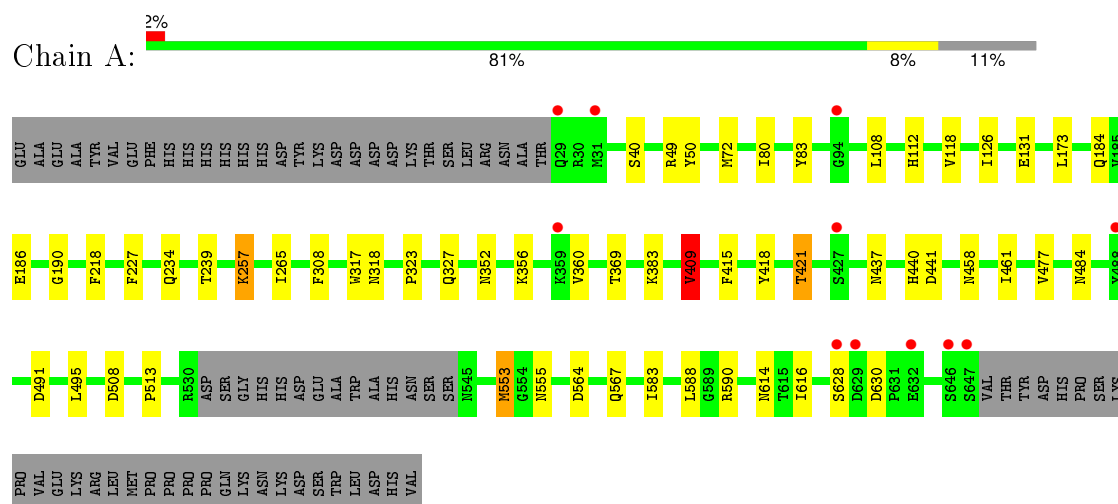 2%
Chain A:
81% 8% 11%
GLU ALA GLU ALA TYR VAL GLU PHE HIS HIS HIS HIS HIS HIS ASP TYR LYS ASP ASP ASP ASP LYS THR SER LEU ARG ASN ALA THR Q29 R30 M31 S40 R49 Y50 M72 I80 Y83 G94 L108 H112 V118 I126 E131 L173 Q184 V185
E186 G190 F218 F227 Q234 T239 K257 I265 F308 W317 N318 P323 Q327 N352 K356 K359 V360 T369 K383 V409 F415 Y418 T421 S427 N437 H440 D441 N458 I461 V477 N484 Y488
D491 L495 D508 P513 R530 ASP SER GLY HIS HIS ASP GLU ALA TRP ALA HIS ASN SER SER N545 M553 G554 N555 D564 Q567 I583 L588 G589 R590 N614 T615 I616 S628 D629 D630 P631 E632 S646 S647 VAL THR TYR ASP HIS PRO SER LYS
PRO VAL GLU LYS ARG LEU MET PRO PRO PRO PRO GLN LYS ASN LYS ASP SER TRP LEU ASP HIS VAL